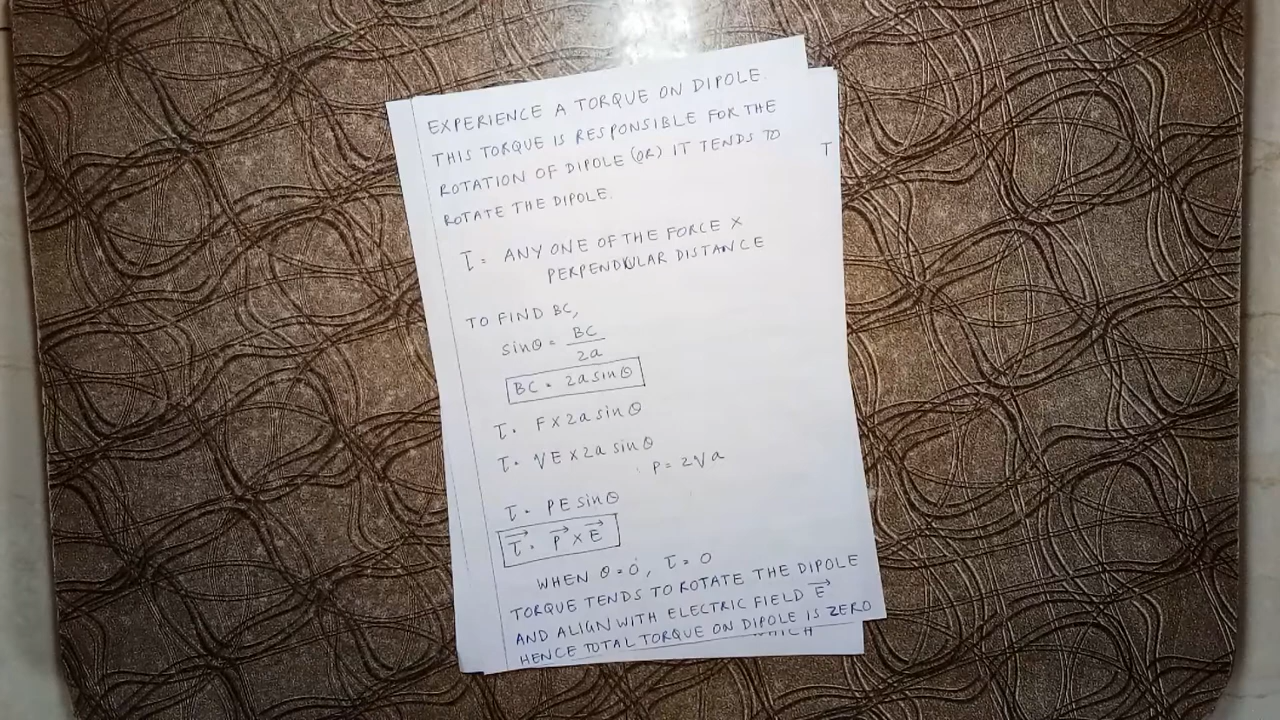 EXPERIENCE A TORQUE ON DIPOLE.
THIS TORQUE IS RESPONSIBLE FOR THE
ROTATION OF DIPOLE (OR) IT TENDS TO
ROTATE THE DIPOLE.
τ = ANY ONE OF THE FORCE X
PERPENDICULAR DISTANCE
TO FIND BC,
sinθ = BC
2a
BC = 2a sinθ
τ = F X 2a sinθ
τ = qE X 2a sinθ
P = 2qa
τ = PE sinθ
τ⃗ = P⃗ X E⃗
WHEN θ = 0, τ = 0
TORQUE TENDS TO ROTATE THE DIPOLE
AND ALIGN WITH ELECTRIC FIELD E⃗
HENCE TOTAL TORQUE ON DIPOLE IS ZERO
T